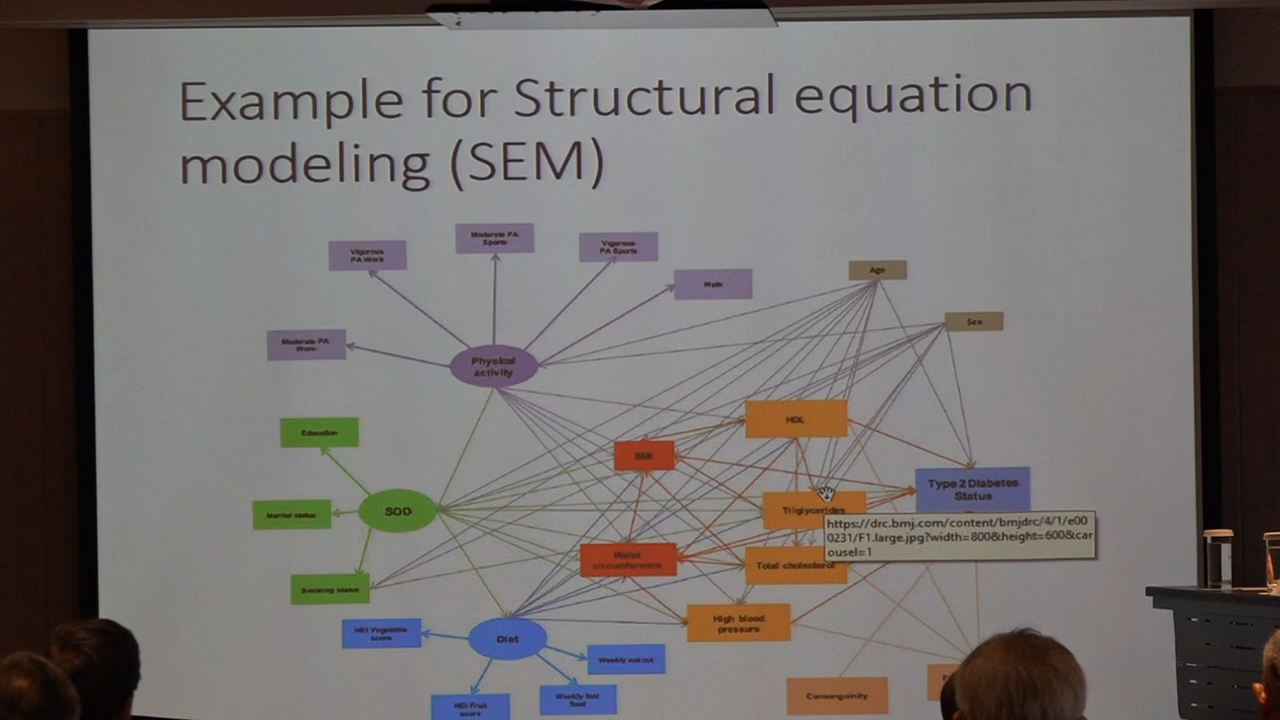 Example for Structural equation
modeling (SEM)
Vigorous
PA Work
Moderate PA
Sports
Vigorous
PA Sports
Walk
Age
Sex
Moderate PA
Work
Physical
activity
HDL
Education
BMI
Type 2 Diabetes
Status
SOD
Marital status
Triglycerides
https://drc.bmj.com/content/bmjdrc/4/1/e00
0231/F1.large.jpg?width=800&height=600&car
ousel=1
Waist
circumference
Total cholesterol
Smoking status
High blood
pressure
HEI Vegetable
score
Diet
Weekly eat out
HEI Fruit
score
Weekly fast
food
Consanguinity